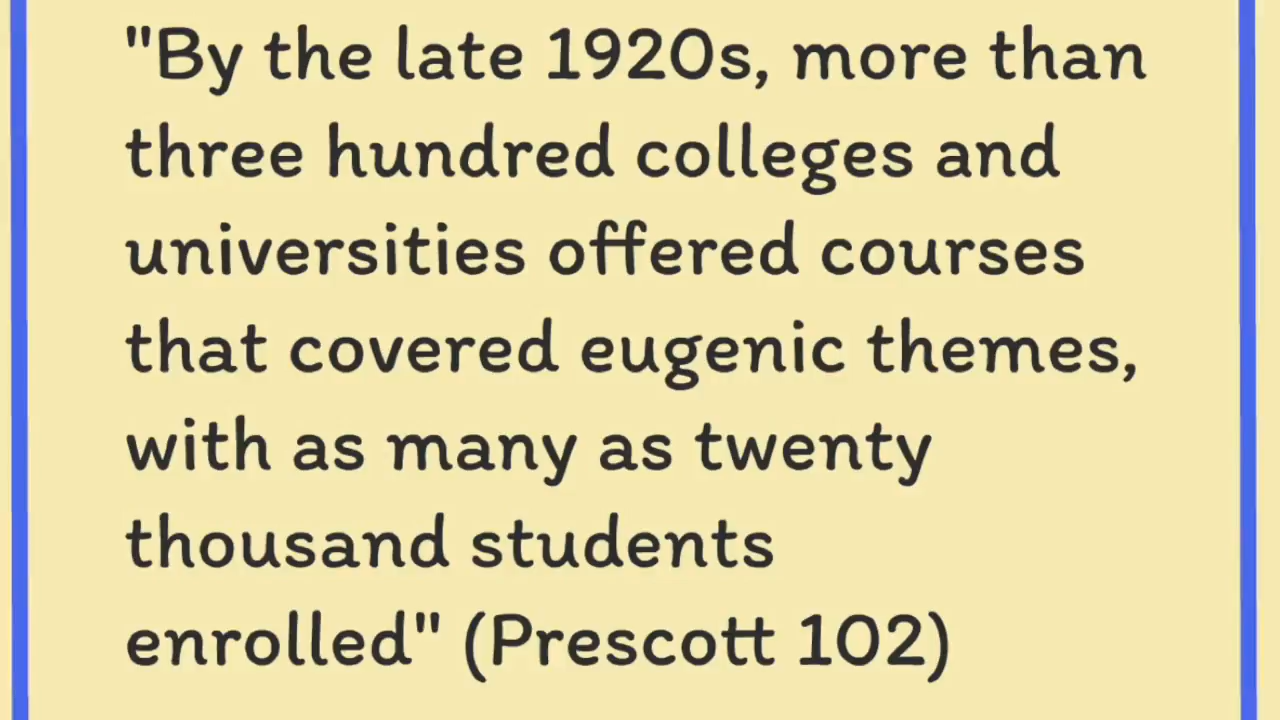 "By the late 1920s, more than
three hundred colleges and
universities offered courses
that covered eugenic themes,
with as many as twenty
thousand students
enrolled" (Prescott 102)